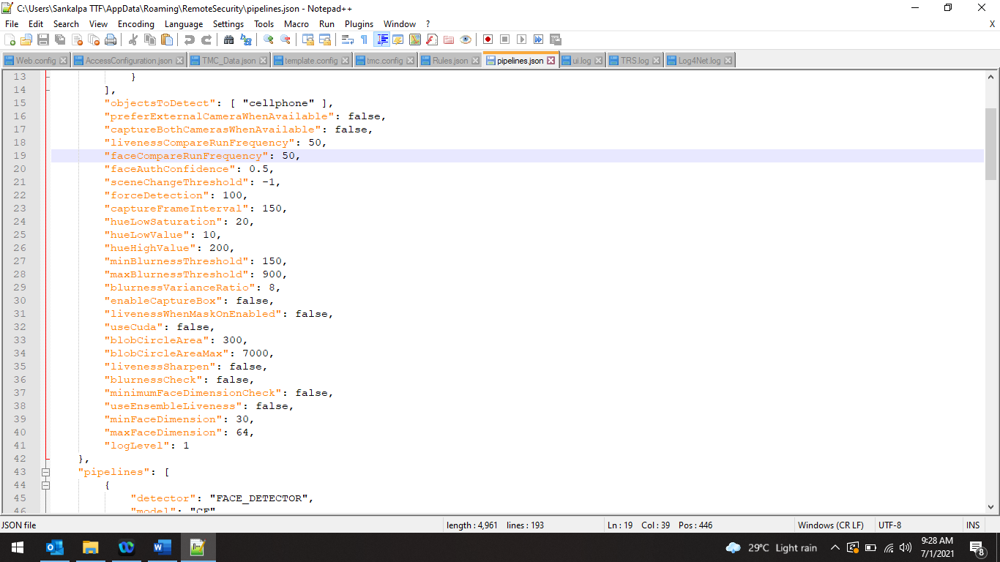 C:\Users\Sankalpa TTF\AppData\Roaming\RemoteSecurity\pipelines.json - Notepad++
File Edit Search View Encoding Language Settings Tools Macro Run Plugins Window ? X
Web.config AccessConfiguration.json TMC_Data.json template.config tmc.config Rules.json pipelines.json ui.log TRS.log Log4Net.log
13 }
14 ],
15 "objectsToDetect": [ "cellphone" ],
16 "preferExternalCameraWhenAvailable": false,
17 "captureBothCamerasWhenAvailable": false,
18 "livenessCompareRunFrequency": 50,
19 "faceCompareRunFrequency": 50,
20 "faceAuthConfidence": 0.5,
21 "sceneChangeThreshold": -1,
22 "forceDetection": 100,
23 "captureFrameInterval": 150,
24 "hueLowSaturation": 20,
25 "hueLowValue": 10,
26 "hueHighValue": 200,
27 "minBlurnessThreshold": 150,
28 "maxBlurnessThreshold": 900,
29 "blurnessVarianceRatio": 8,
30 "enableCaptureBox": false,
31 "livenessWhenMaskOnEnabled": false,
32 "useCuda": false,
33 "blobCircleArea": 300,
34 "blobCircleAreaMax": 7000,
35 "livenessSharpen": false,
36 "blurnessCheck": false,
37 "minimumFaceDimensionCheck": false,
38 "useEnsembleLiveness": false,
39 "minFaceDimension": 30,
40 "maxFaceDimension": 64,
41 "logLevel": 1
42 },
43 "pipelines": [
44 {
45 "detector": "FACE_DETECTOR",
46 "model": "CF"
JSON file length : 4,961 lines : 193 Ln : 19 Col : 39 Pos : 446 Windows (CR LF) UTF-8 INS
29°C Light rain 9:28 AM
7/1/2021 8